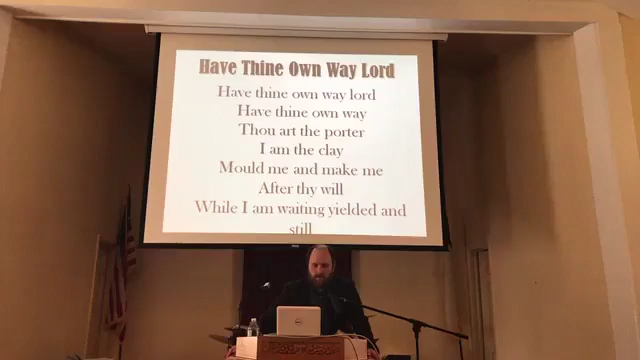 Have Thine Own Way Lord
Have thine own way lord
Have thine own way
Thou art the porter
I am the clay
Mould me and make me
After thy will
While I am waiting yielded and
still